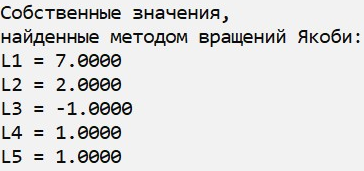 Собственные значения,
найденные методом вращений Якоби:
L1 = 7.0000
L2 = 2.0000
L3 = -1.0000
L4 = 1.0000
L5 = 1.0000